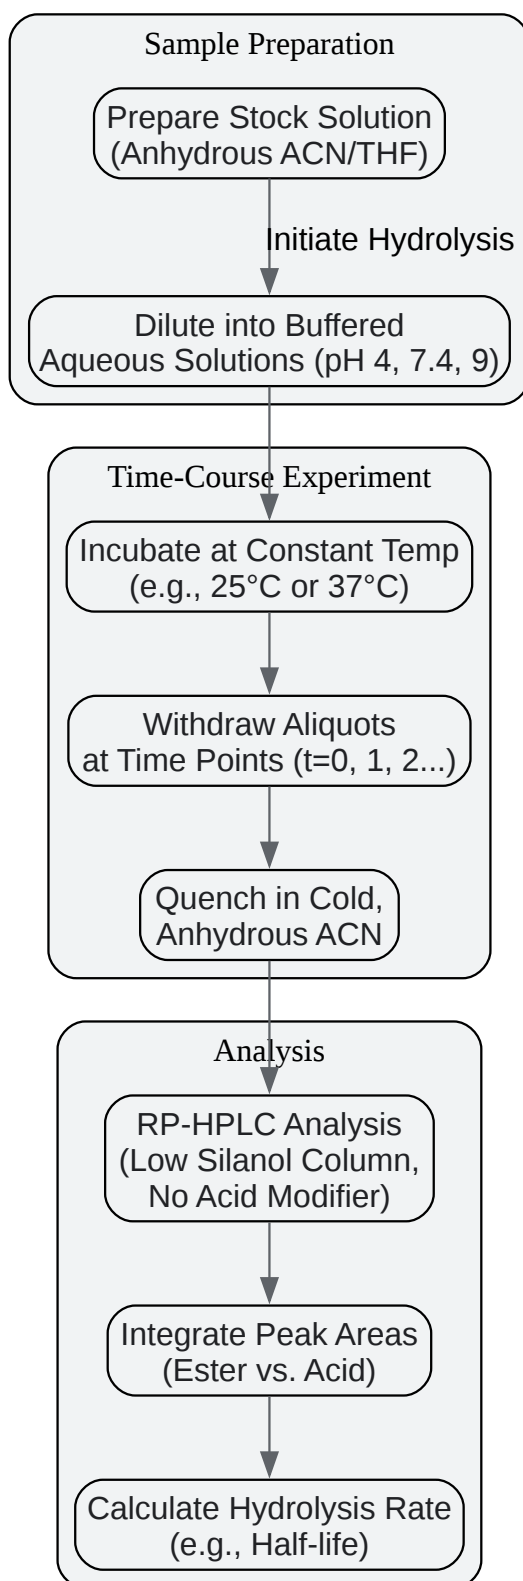 Sample Preparation
Prepare Stock Solution
(Anhydrous ACN/THF)
Initiate Hydrolysis
Dilute into Buffered
Aqueous Solutions (pH 4, 7.4, 9)
Time-Course Experiment
Incubate at Constant Temp
(e.g., 25°C or 37°C)
Withdraw Aliquots
at Time Points (t=0, 1, 2...)
Quench in Cold,
Anhydrous ACN
Analysis
RP-HPLC Analysis
(Low Silanol Column,
No Acid Modifier)
Integrate Peak Areas
(Ester vs. Acid)
Calculate Hydrolysis Rate
(e.g., Half-life)